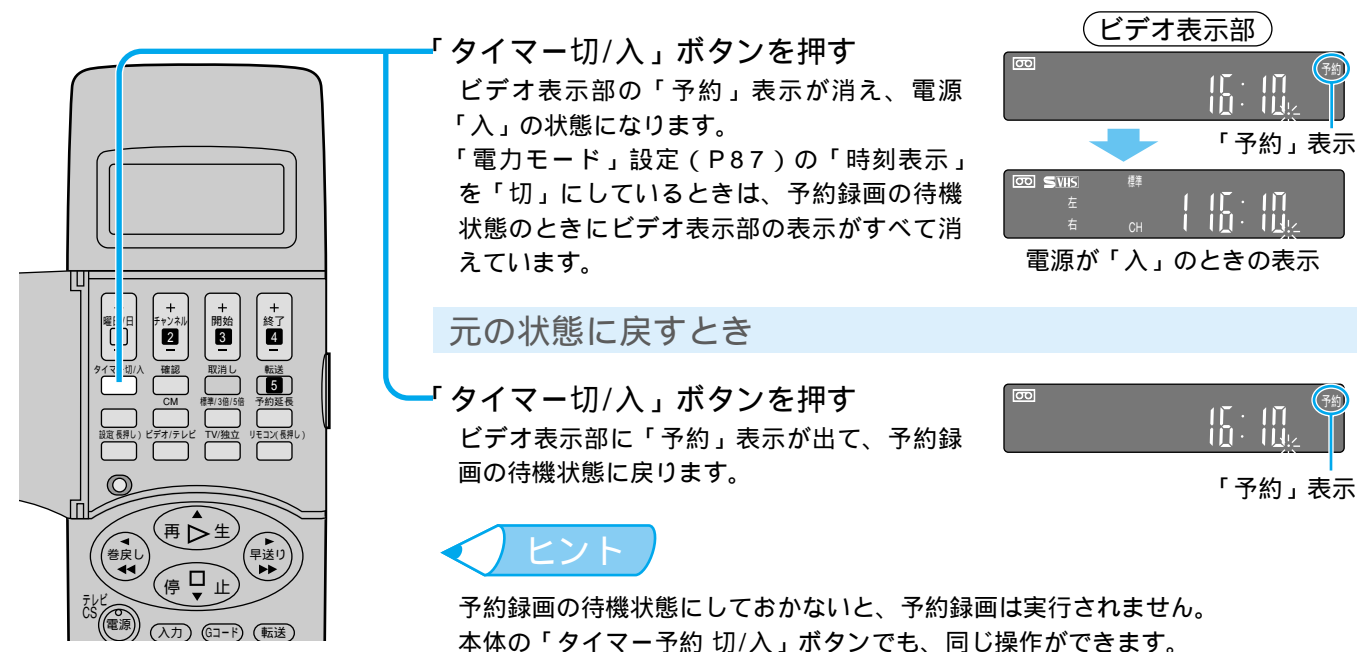 「タイマー切/入」ボタンを押す
ビデオ表示部の「予約」表示が消え、電源
「入」の状態になります。
「電力モード」設定(P87)の「時刻表示」
を「切」にしているときは、予約録画の待機
状態のときにビデオ表示部の表示がすべて消
えています。
ビデオ表示部
予約
16:10
「予約」表示
SVHS 標準
左
右 CH 1 16:10
電源が「入」のときの表示
元の状態に戻すとき
「タイマー切/入」ボタンを押す
ビデオ表示部に「予約」表示が出て、予約録
画の待機状態に戻ります。
予約
16:10
「予約」表示
ヒント
予約録画の待機状態にしておかないと、予約録画は実行されません。
本体の「タイマー予約 切/入」ボタンでも、同じ操作ができます。
+ + +
チャンネル 開始 終了
2 3 4
− − − −
タイマー切/入 確認 取消し 転送
5
CM 標準/3倍/5倍 予約延長
設定(長押し) ビデオ/テレビ TV/独立 リモコン(長押し)
再 生
巻戻し 早送り
停 止
テレビ
CS
電源 入力 Gコード 転送